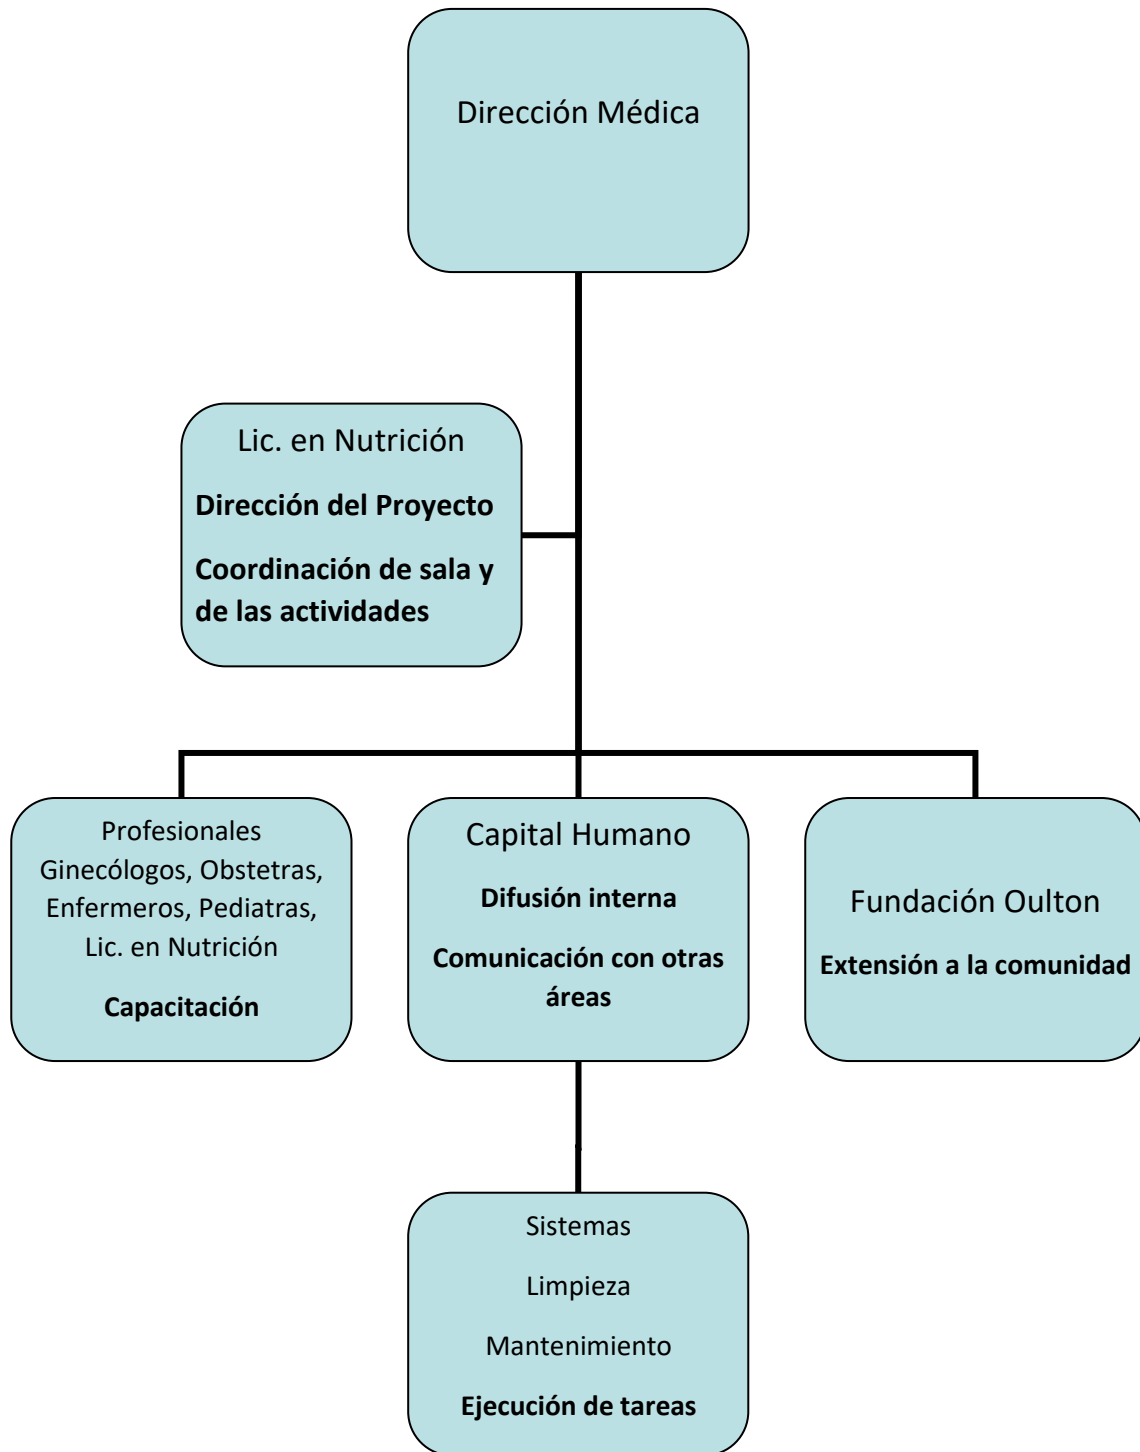 Dirección Médica
Lic. en Nutrición
Dirección del Proyecto
Coordinación de sala y
de las actividades
Profesionales
Ginecólogos, Obstetras,
Enfermeros, Pediatras,
Lic. en Nutrición
Capacitación
Capital Humano
Difusión interna
Comunicación con otras
áreas
Fundación Oulton
Extensión a la comunidad
Sistemas
Limpieza
Mantenimiento
Ejecución de tareas